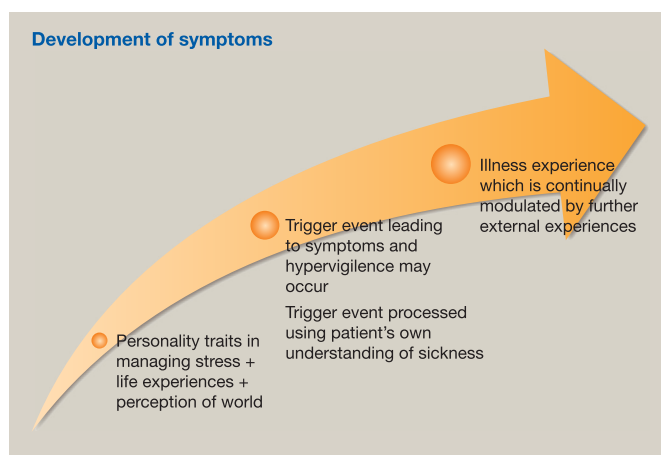 Development of symptoms
Illness experience
which is continually
modulated by further
external experiences
Trigger event leading
to symptoms and
hypervigilence may
occur
Trigger event processed
using patient's own
understanding of sickness
Personality traits in
managing stress +
life experiences +
perception of world